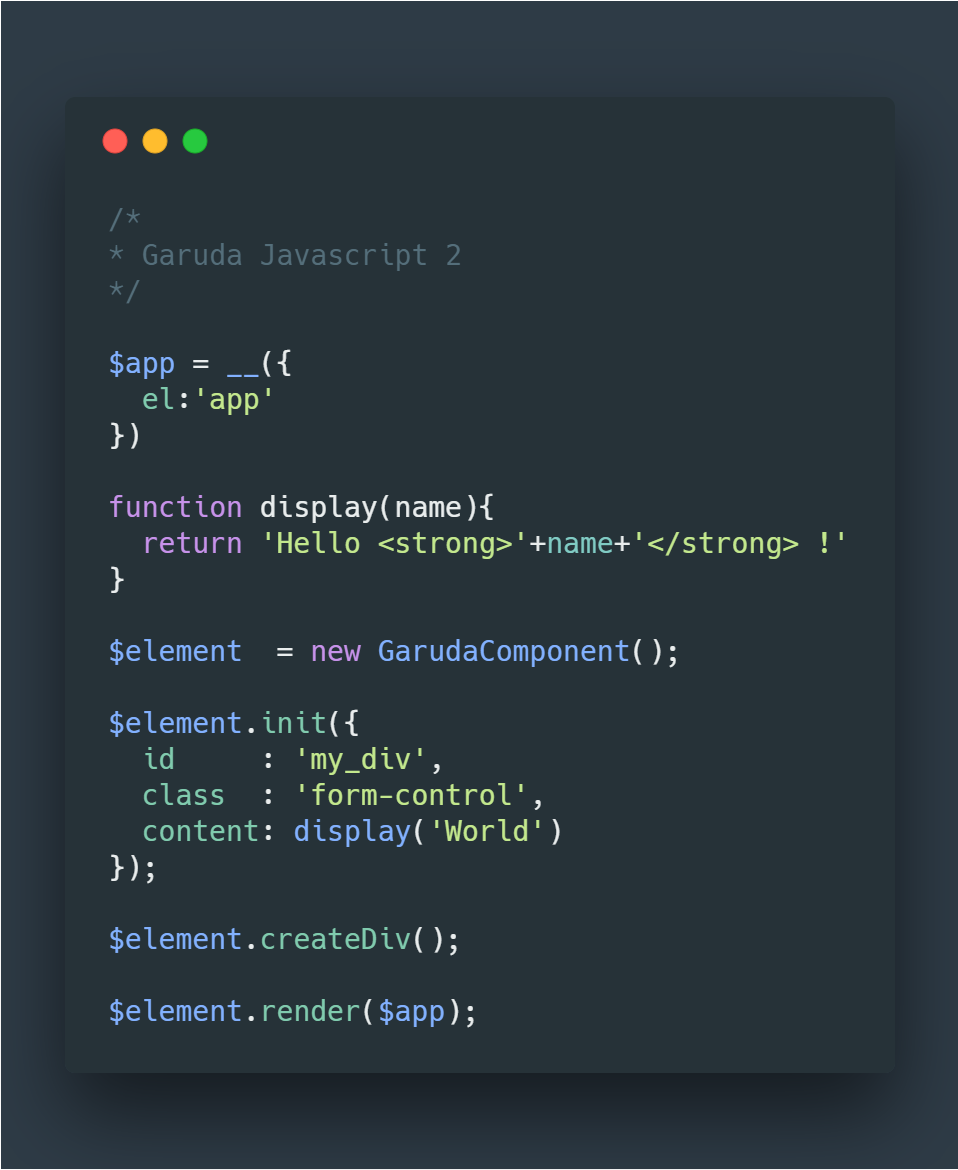 /*
* Garuda Javascript 2
*/
$app = __({
  el:'app'
})
function display(name){
  return 'Hello <strong>'+name+'</strong> !'
}
$element  = new GarudaComponent();
$element.init({
  id     : 'my_div',
  class  : 'form-control',
  content: display('World')
});
$element.createDiv();
$element.render($app);